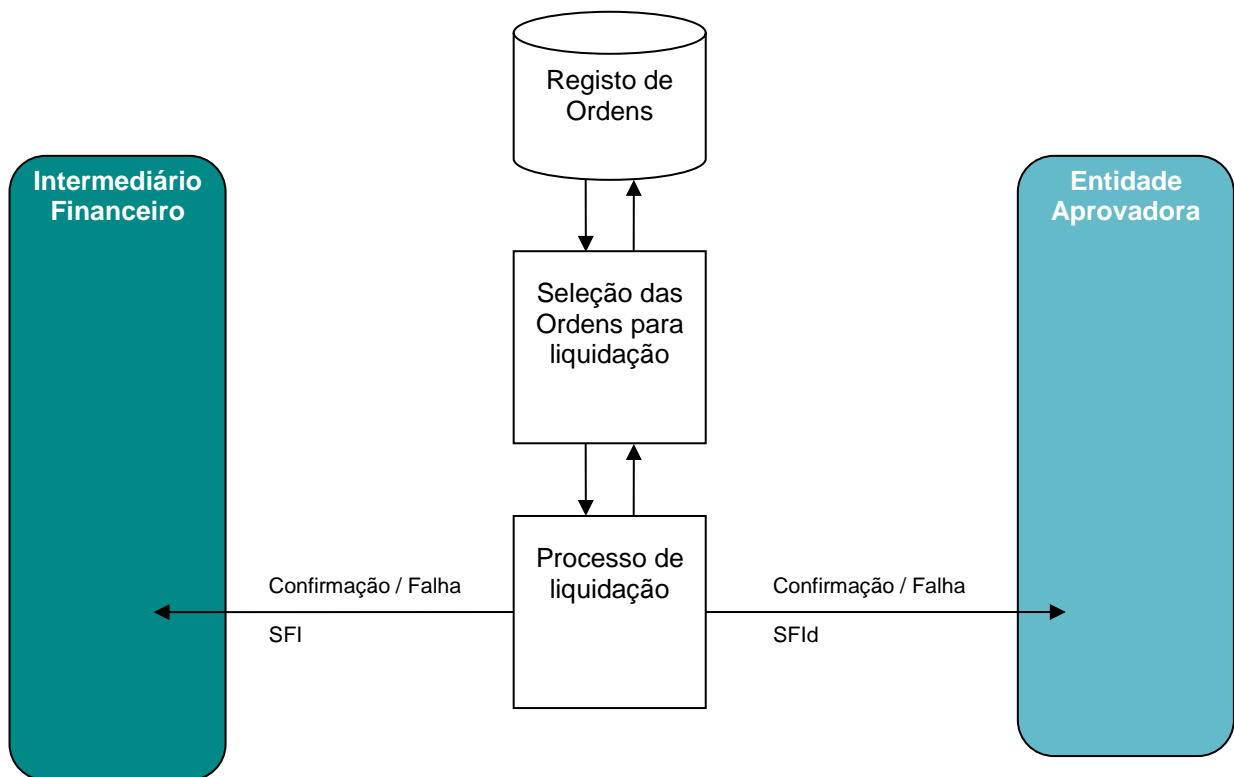 Registo de
Ordens
Intermediário
Financeiro
Entidade
Aprovadora
Seleção das
Ordens para
liquidação
Processo de
liquidação
Confirmação / Falha
SFI
Confirmação / Falha
SFId